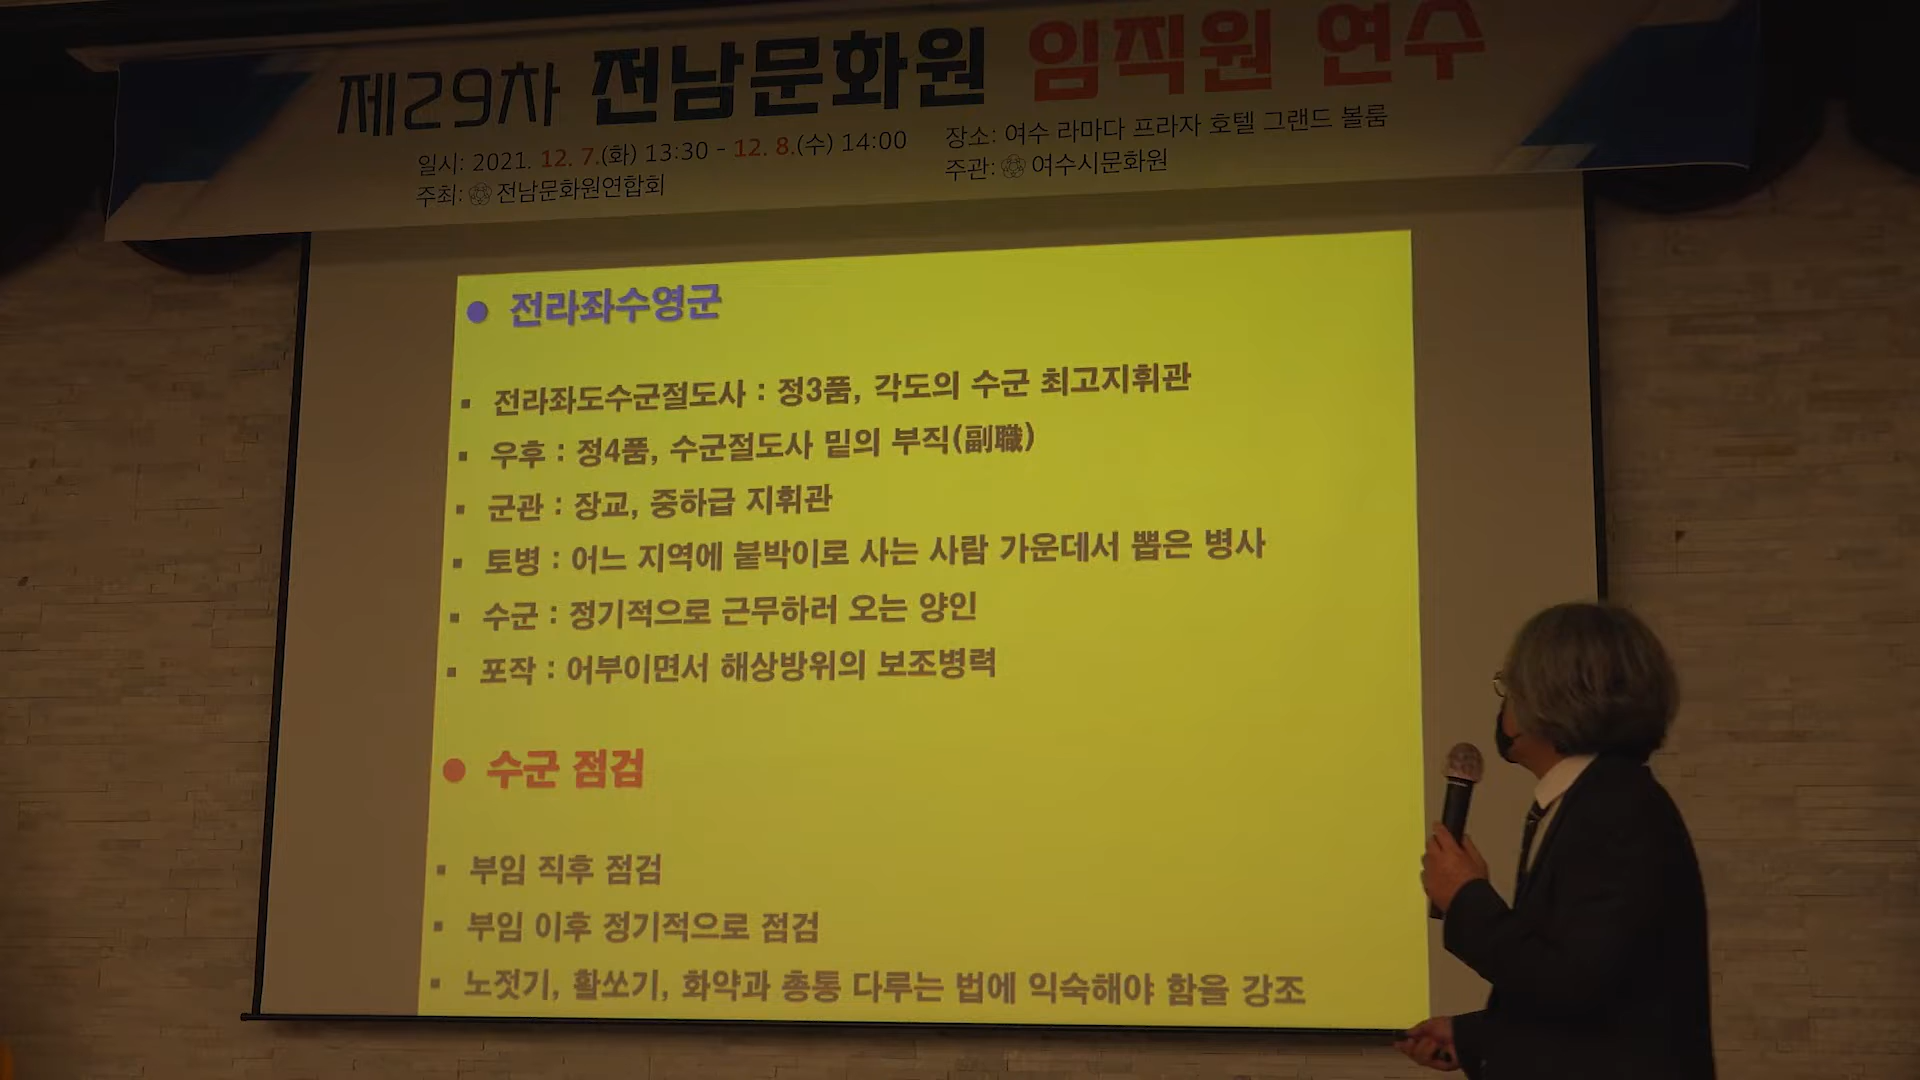 제29차 전남문화원 임직원 연수
일시: 2021. 12. 7.(화) 13:30 - 12. 8.(수) 14:00
장소: 여수 라마다 프라자 호텔 그랜드 볼룸
주최: 전남문화원연합회
주관: 여수시문화원
● 전라좌수영군
▪ 전라좌도수군절도사 : 정3품, 각도의 수군 최고지휘관
▪ 우후 : 정4품, 수군절도사 밑의 부직(副職)
▪ 군관 : 장교, 중하급 지휘관
▪ 토병 : 어느 지역에 붙박이로 사는 사람 가운데서 뽑은 병사
▪ 수군 : 정기적으로 근무하러 오는 양인
▪ 포작 : 어부이면서 해상방위의 보조병력
● 수군 점검
▪ 부임 직후 점검
▪ 부임 이후 정기적으로 점검
▪ 노젓기, 활쏘기, 화약과 총통 다루는 법에 익숙해야 함을 강조